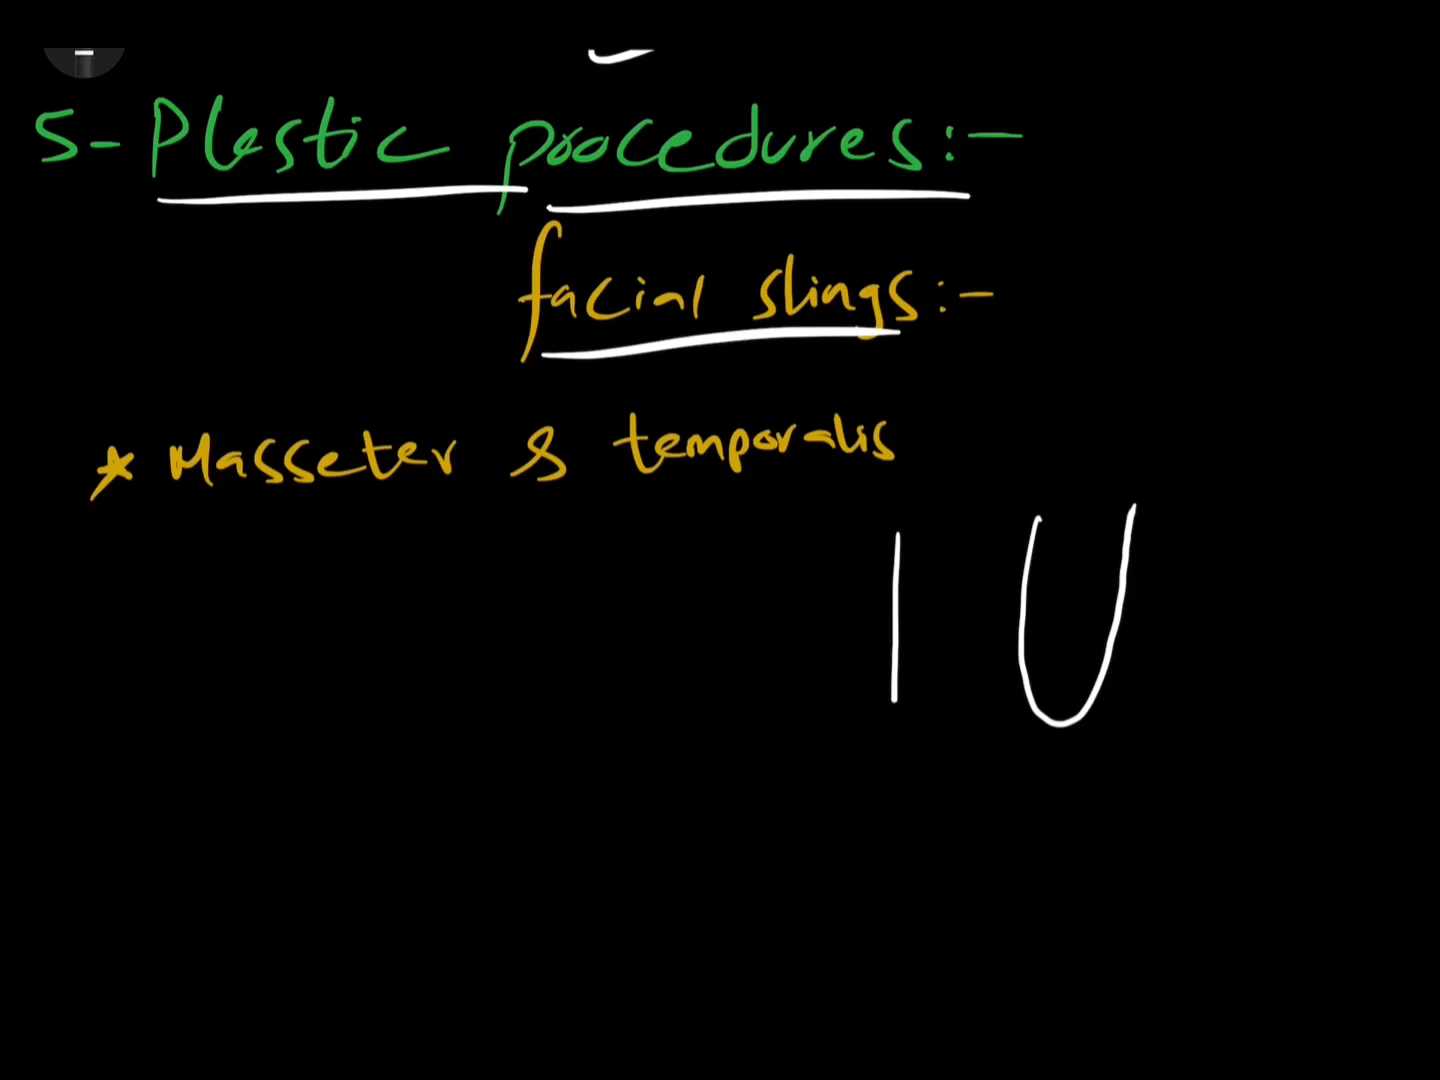 5- Plastic procedures:-
facial slings:-
* Masseter & temporalis